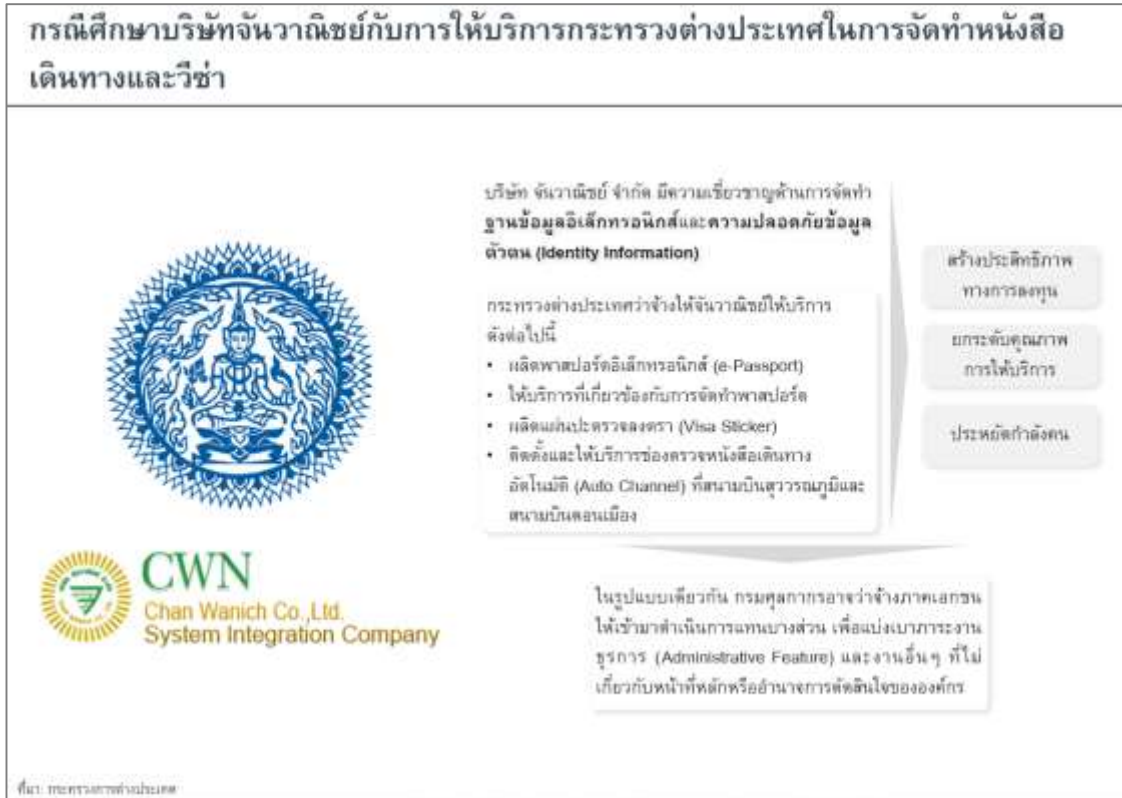 กรณีศึกษาบริษัทจันวาณิชย์กับการให้บริการกระทรวงต่างประเทศในการจัดทำหนังสือ
เดินทางและวีซ่า
บริษัท จันวาณิชย์ จำกัด มีความเชี่ยวชาญด้านการจัดทำ
ฐานข้อมูลอิเล็กทรอนิกส์และความปลอดภัยข้อมูล
ตัวตน (Identity Information)
กระทรวงต่างประเทศว่าจ้างให้จันวาณิชย์ให้บริการ
ดังต่อไปนี้
• ผลิตพาสปอร์ตอิเล็กทรอนิกส์ (e-Passport)
• ให้บริการที่เกี่ยวข้องกับการจัดทำพาสปอร์ต
• ผลิตแผ่นปะตรวจลงตรา (Visa Sticker)
• ติดตั้งและให้บริการช่องตรวจหนังสือเดินทาง
อัตโนมัติ (Auto Channel) ที่สนามบินสุวรรณภูมิและ
สนามบินดอนเมือง
สร้างประสิทธิภาพ
ทางการลงทุน
ยกระดับคุณภาพ
การให้บริการ
ประหยัดกำลังคน
CWN
Chan Wanich Co.,Ltd.
System Integration Company
ในรูปแบบเดียวกัน กรมศุลกากรอาจว่าจ้างภาคเอกชน
ให้เข้ามาดำเนินการแทนบางส่วน เพื่อแบ่งเบาภาระงาน
ธุรการ (Administrative Feature) และงานอื่นๆ ที่ไม่
เกี่ยวกับหน้าที่หลักหรืออำนาจการตัดสินใจขององค์กร
ที่มา: กระทรวงการต่างประเทศ